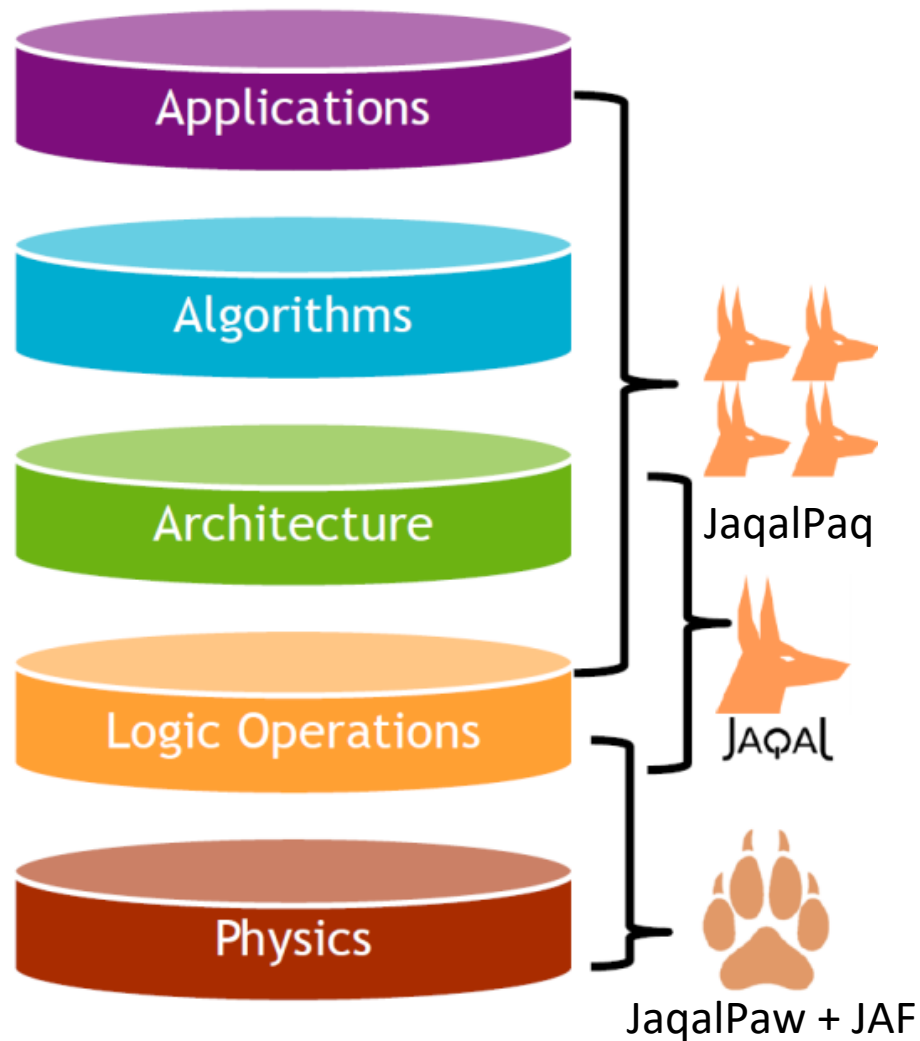 Applications
Algorithms
Architecture
JaqalPaq
Logic Operations
JAQAL
Physics
JaqalPaw + JAF